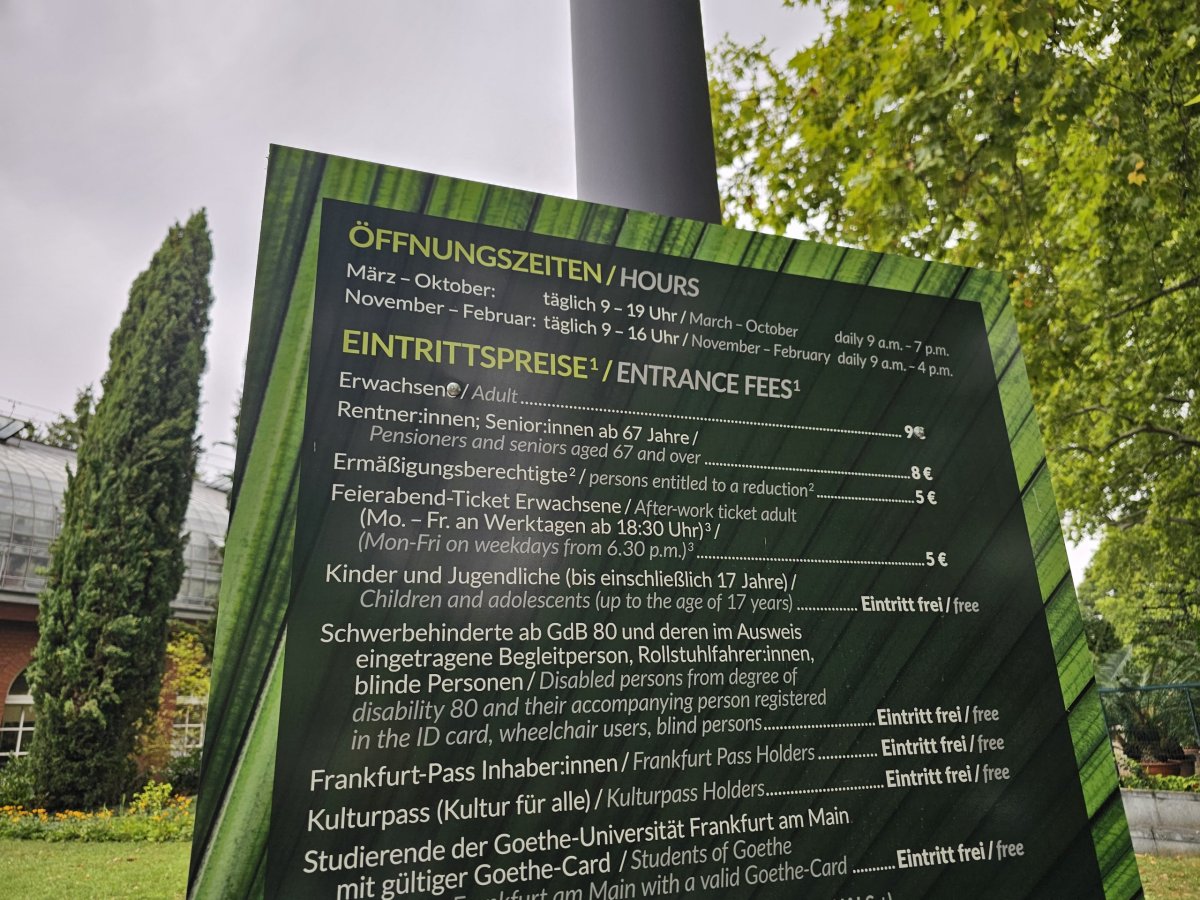 ÖFFNUNGSZEITEN / HOURS
März – Oktober: täglich 9 – 19 Uhr / March – October daily 9 a.m. – 7 p.m.
November – Februar: täglich 9 – 16 Uhr / November – February daily 9 a.m. – 4 p.m.
EINTRITTSPREISE¹ / ENTRANCE FEES¹
Erwachsene / Adult 9€
Rentner:innen; Senior:innen ab 67 Jahre /
Pensioners and seniors aged 67 and over 8 €
Ermäßigungsberechtigte² / persons entitled to a reduction² 5 €
Feierabend-Ticket Erwachsene / After-work ticket adult
(Mo. – Fr. an Werktagen ab 18:30 Uhr)³ /
(Mon-Fri on weekdays from 6.30 p.m.)³ 5 €
Kinder und Jugendliche (bis einschließlich 17 Jahre) /
Children and adolescents (up to the age of 17 years) Eintritt frei / free
Schwerbehinderte ab GdB 80 und deren im Ausweis
eingetragene Begleitperson, Rollstuhlfahrer:innen,
blinde Personen / Disabled persons from degree of
disability 80 and their accompanying person registered
in the ID card, wheelchair users, blind persons Eintritt frei / free
Frankfurt-Pass Inhaber:innen / Frankfurt Pass Holders Eintritt frei / free
Kulturpass (Kultur für alle) / Kulturpass Holders Eintritt frei / free
Studierende der Goethe-Universität Frankfurt am Main
mit gültiger Goethe-Card / Students of Goethe
Frankfurt am Main with a valid Goethe-Card Eintritt frei / free